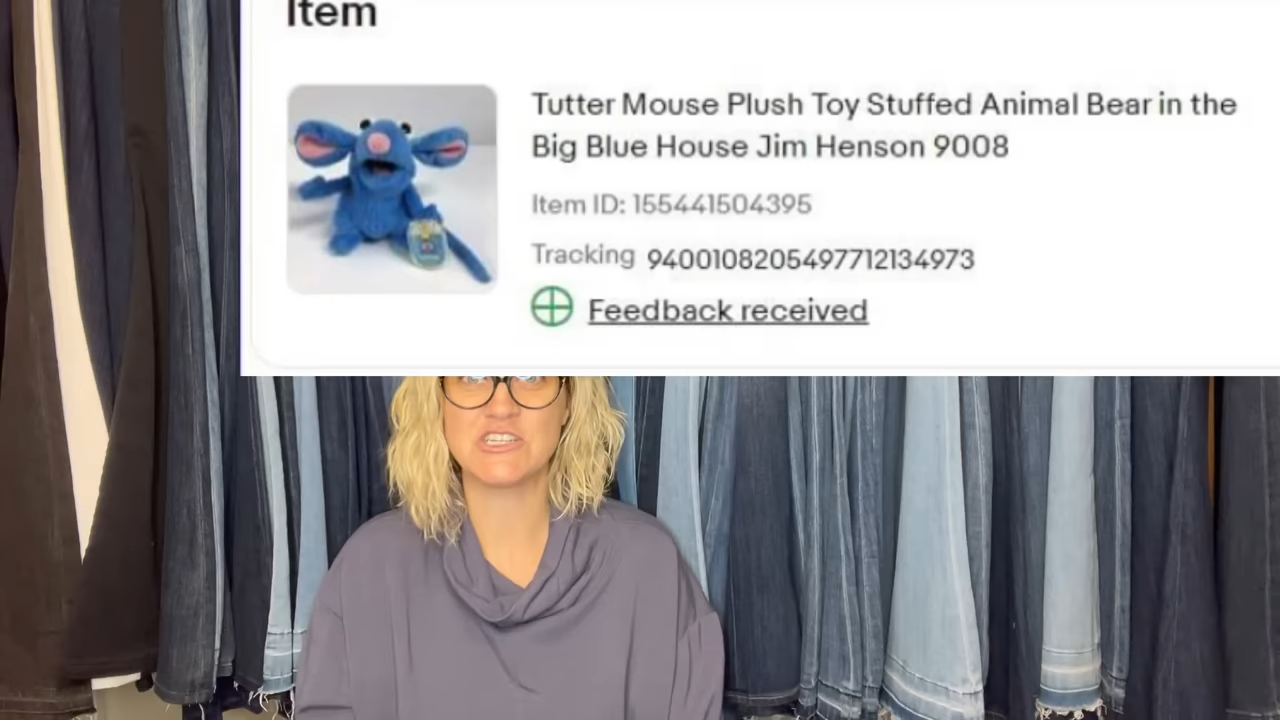 Item
Tutter Mouse Plush Toy Stuffed Animal Bear in the
Big Blue House Jim Henson 9008
Item ID: 155441504395
Tracking 9400108205497712134973
Feedback received